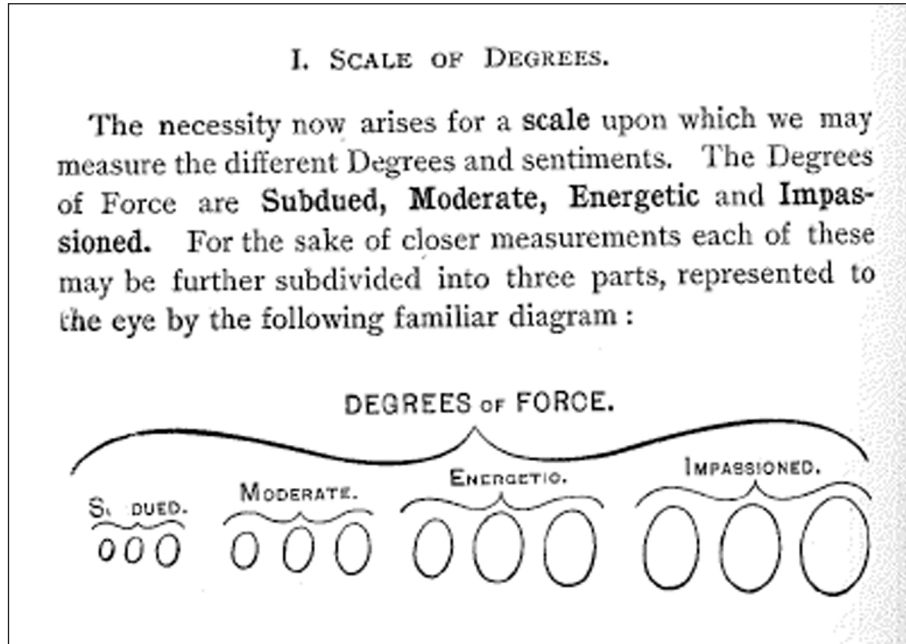 I. SCALE OF DEGREES.
The necessity now arises for a scale upon which we may
measure the different Degrees and sentiments. The Degrees
of Force are Subdued, Moderate, Energetic and Impas-
sioned. For the sake of closer measurements each of these
may be further subdivided into three parts, represented to
the eye by the following familiar diagram :
DEGREES OF FORCE.
MODERATE. ENERGETIC. IMPASSIONED.